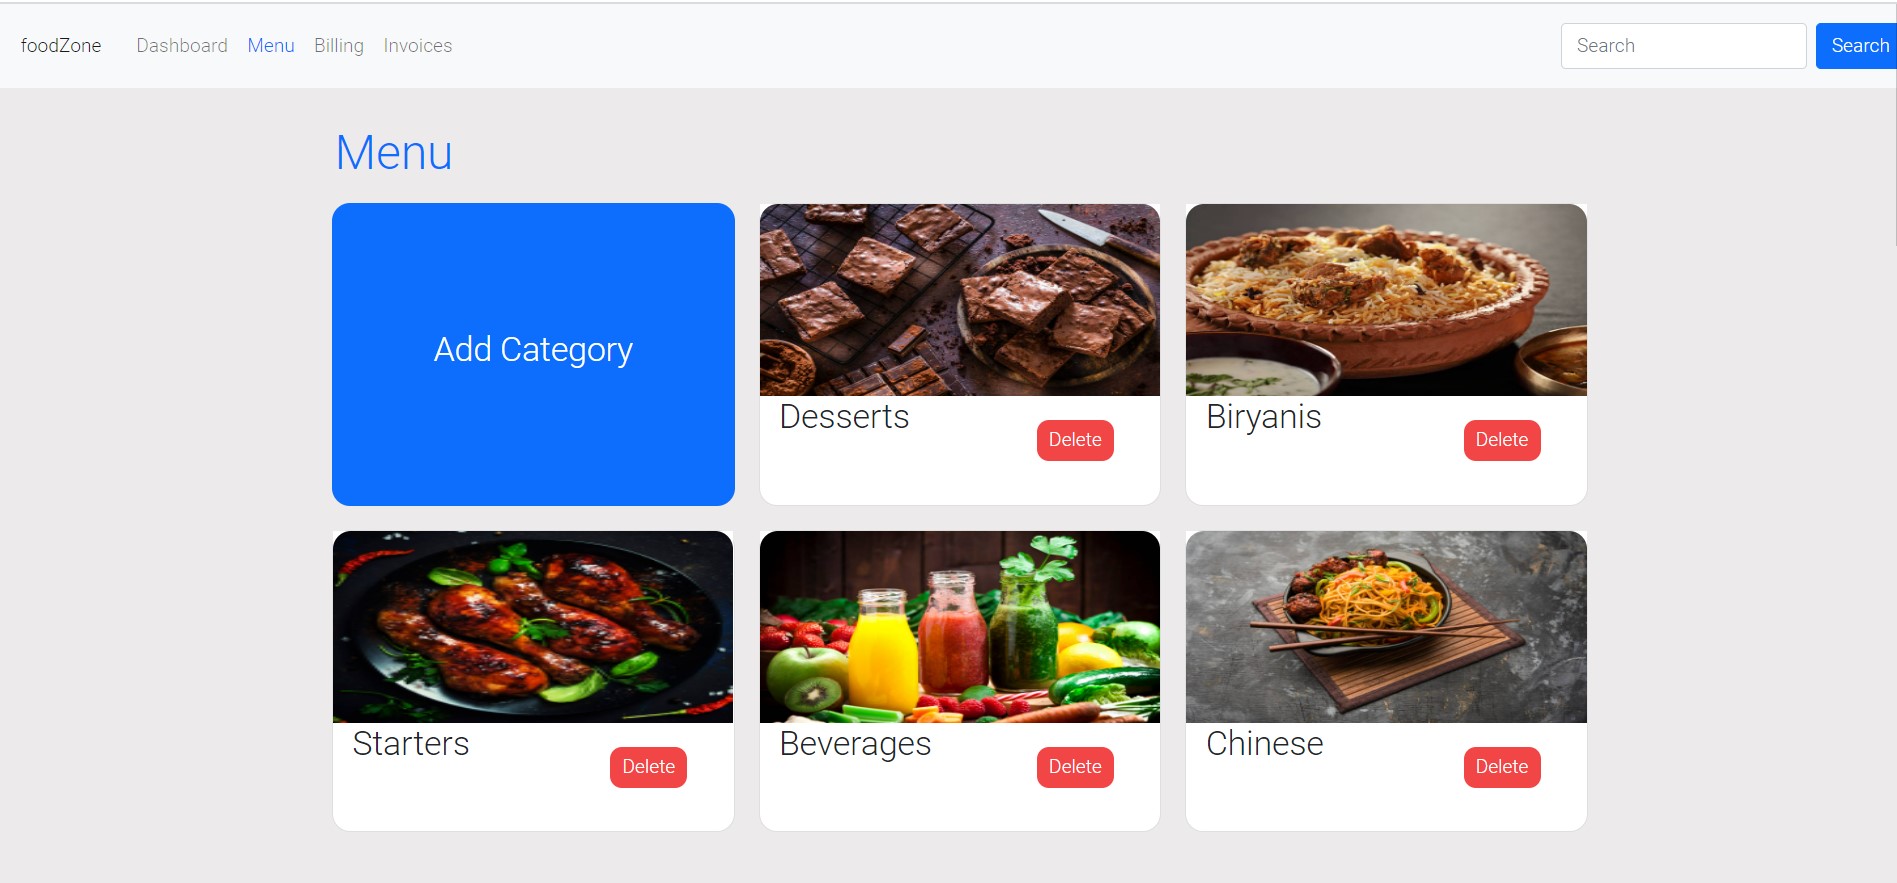 foodZone Dashboard Menu Billing Invoices Search Search
Menu
Add Category
Desserts
Delete
Biryanis
Delete
Starters
Delete
Beverages
Delete
Chinese
Delete